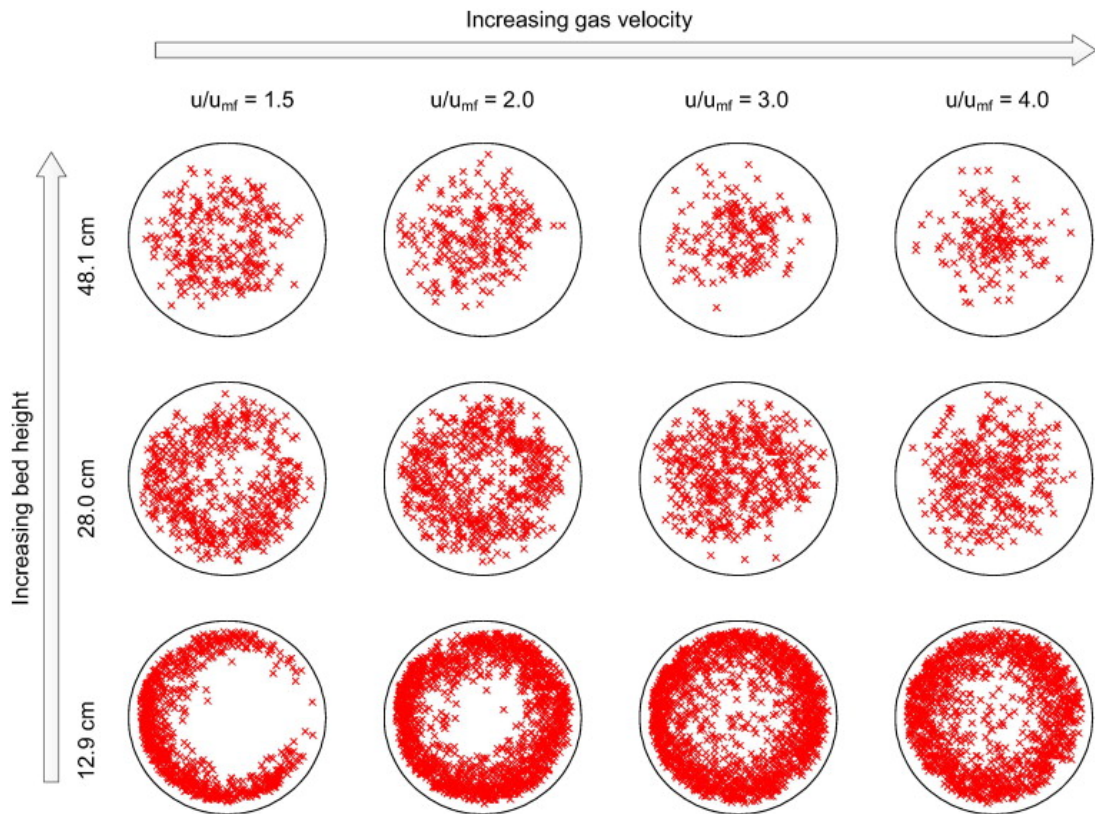 Increasing gas velocity
u/umf = 1.5
u/umf = 2.0
u/umf = 3.0
u/umf = 4.0
Increasing bed height
48.1 cm
28.0 cm
12.9 cm